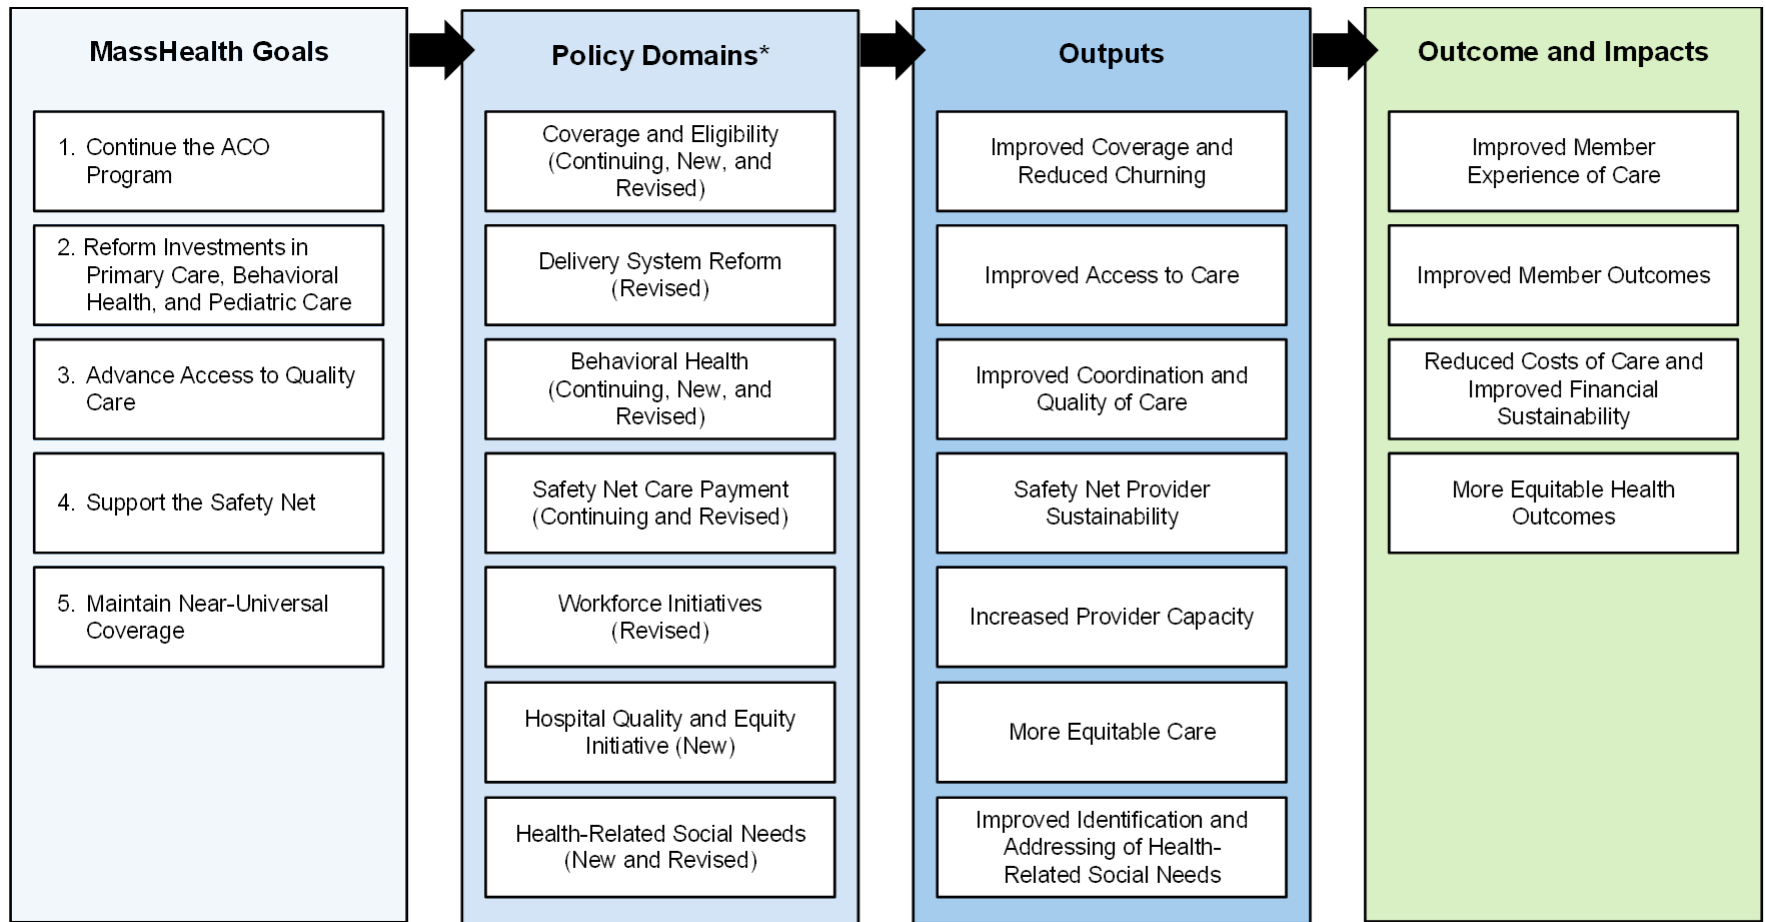 MassHealth Goals
1. Continue the ACO
Program
2. Reform Investments in
Primary Care, Behavioral
Health, and Pediatric Care
3. Advance Access to Quality
Care
4. Support the Safety Net
5. Maintain Near-Universal
Coverage
Policy Domains*
Coverage and Eligibility
(Continuing, New, and
Revised)
Delivery System Reform
(Revised)
Behavioral Health
(Continuing, New, and
Revised)
Safety Net Care Payment
(Continuing and Revised)
Workforce Initiatives
(Revised)
Hospital Quality and Equity
Initiative (New)
Health-Related Social Needs
(New and Revised)
Outputs
Improved Coverage and
Reduced Churning
Improved Access to Care
Improved Coordination and
Quality of Care
Safety Net Provider
Sustainability
Increased Provider Capacity
More Equitable Care
Improved Identification and
Addressing of Health-
Related Social Needs
Outcome and Impacts
Improved Member
Experience of Care
Improved Member Outcomes
Reduced Costs of Care and
Improved Financial
Sustainability
More Equitable Health
Outcomes